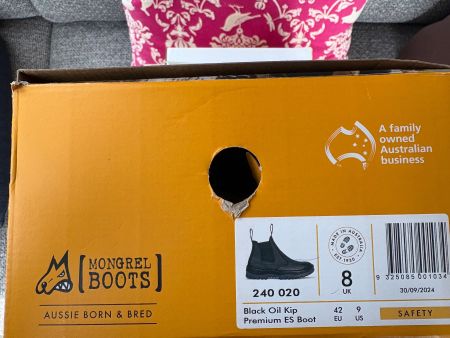 A family
owned
Australian
business
MONGREL
BOOTS
AUSSIE BORN & BRED
MADE IN AUSTRALIA
240 020
Black Oil Kip
Premium ES Boot
8
UK
42
EU
9
US
9 325085 001034
30/09/2024
SAFETY